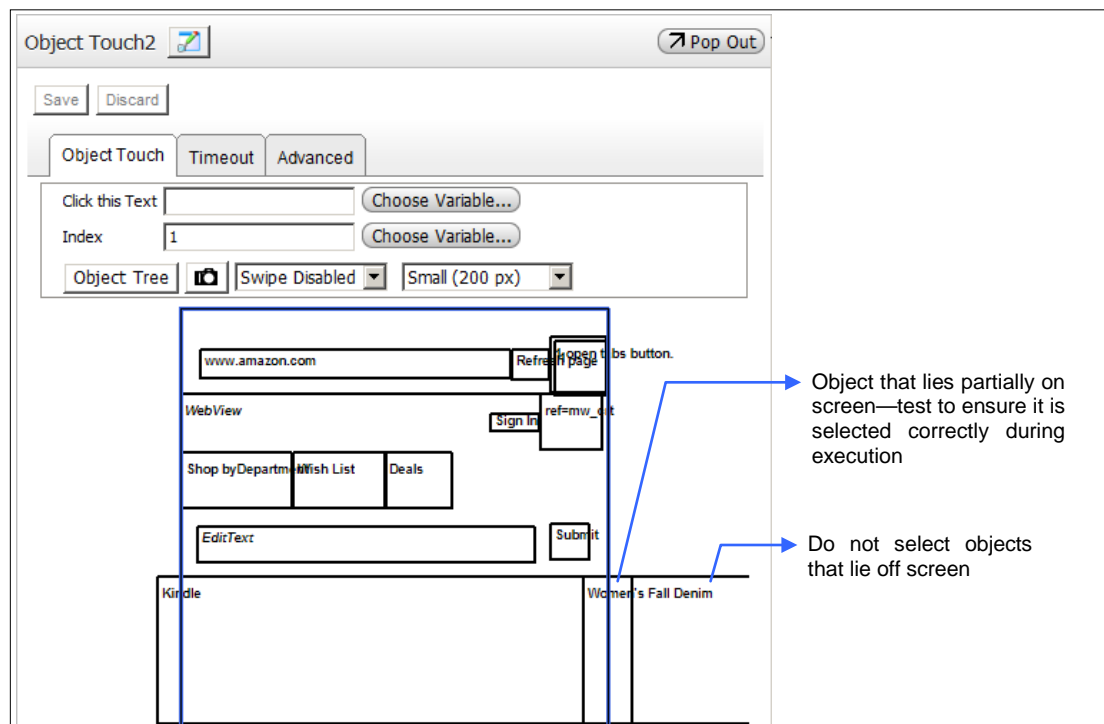 Object Touch2 Pop Out
Save Discard
Object Touch Timeout Advanced
Click this Text Choose Variable...
Index 1 Choose Variable...
Object Tree Swipe Disabled Small (200 px)
www.amazon.com Refresh page open tabs button.
WebView Sign In
Shop by Department Wish List Deals
EditText Submit
Kindle Women's Fall Denim
Object that lies partially on
screen—test to ensure it is
selected correctly during
execution
Do not select objects
that lie off screen